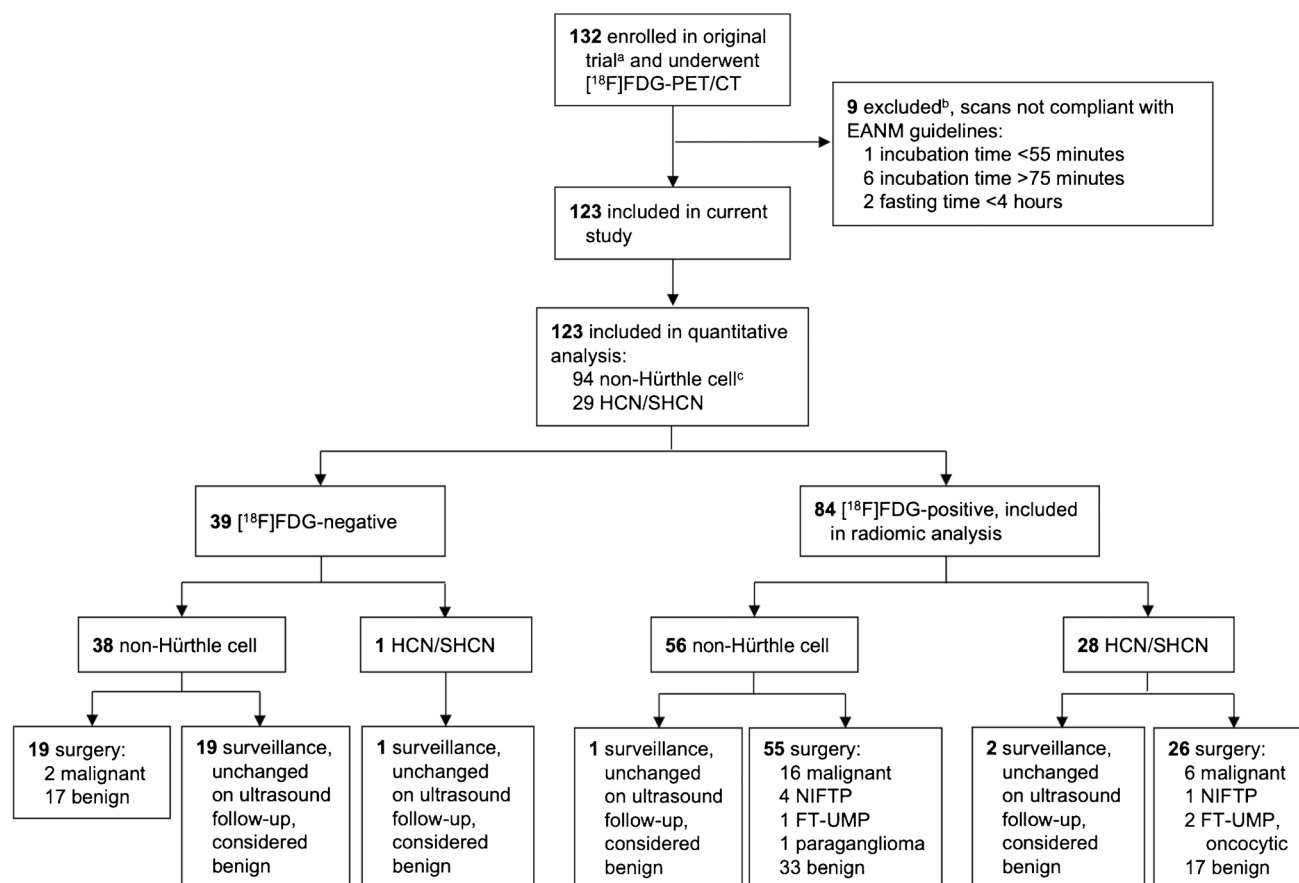 132 enrolled in original
trialᵃ and underwent
[¹⁸F]FDG-PET/CT
9 excludedᵇ, scans not compliant with
EANM guidelines:
1 incubation time <55 minutes
6 incubation time >75 minutes
2 fasting time <4 hours
123 included in current
study
123 included in quantitative
analysis:
94 non-Hürthle cellᶜ
29 HCN/SHCN
39 [¹⁸F]FDG-negative
84 [¹⁸F]FDG-positive, included
in radiomic analysis
38 non-Hürthle cell
1 HCN/SHCN
56 non-Hürthle cell
28 HCN/SHCN
19 surgery:
2 malignant
17 benign
19 surveillance,
unchanged
on ultrasound
follow-up,
considered
benign
1 surveillance,
unchanged
on ultrasound
follow-up,
considered
benign
1 surveillance,
unchanged
on ultrasound
follow-up,
considered
benign
55 surgery:
16 malignant
4 NIFTP
1 FT-UMP
1 paraganglioma
33 benign
2 surveillance,
unchanged
on ultrasound
follow-up,
considered
benign
26 surgery:
6 malignant
1 NIFTP
2 FT-UMP,
oncocytic
17 benign